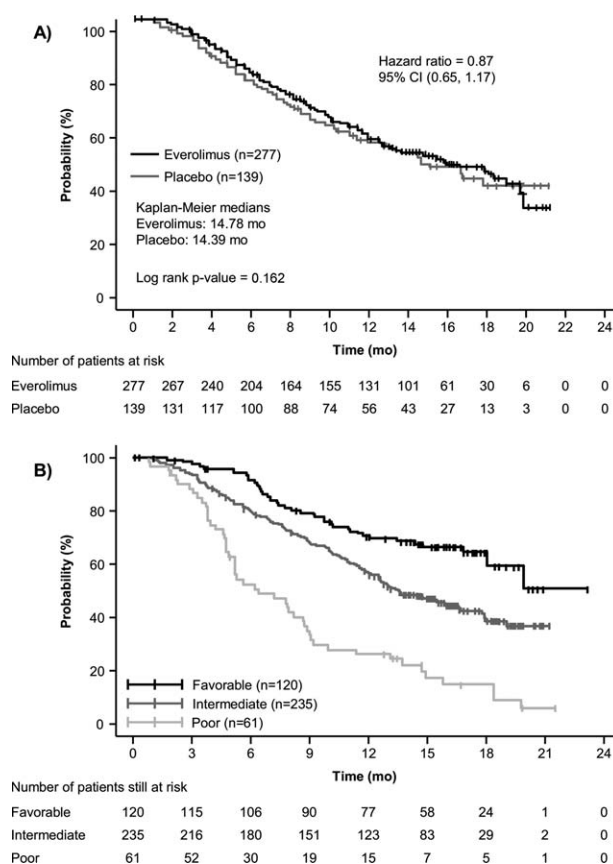 A)
Hazard ratio = 0.87
95% CI (0.65, 1.17)
Probability (%)
100
80
60
40
20
0
Everolimus (n=277)
Placebo (n=139)
Kaplan-Meier medians
Everolimus: 14.78 mo
Placebo: 14.39 mo
Log rank p-value = 0.162
0 2 4 6 8 10 12 14 16 18 20 22 24
Time (mo)
Number of patients at risk
Everolimus 277 267 240 204 164 155 131 101 61 30 6 0 0
Placebo 139 131 117 100 88 74 56 43 27 13 3 0 0
B)
Probability (%)
100
80
60
40
20
0
Favorable (n=120)
Intermediate (n=235)
Poor (n=61)
0 3 6 9 12 15 18 21 24
Time (mo)
Number of patients still at risk
Favorable 120 115 106 90 77 58 24 1 0
Intermediate 235 216 180 151 123 83 29 2 0
Poor 61 52 30 19 15 7 5 1 0